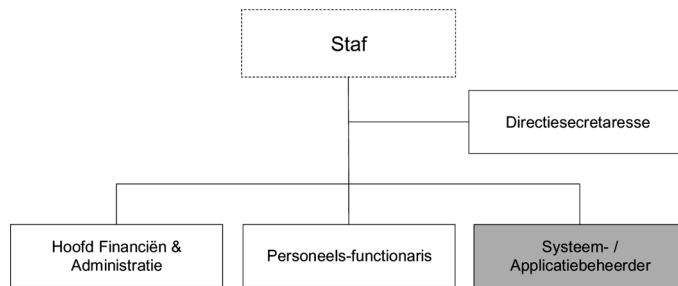 Staf
Directiesecretaresse
Hoofd Financiën &
Administratie
Personeels-functionaris
Systeem- /
Applicatiebeheerder